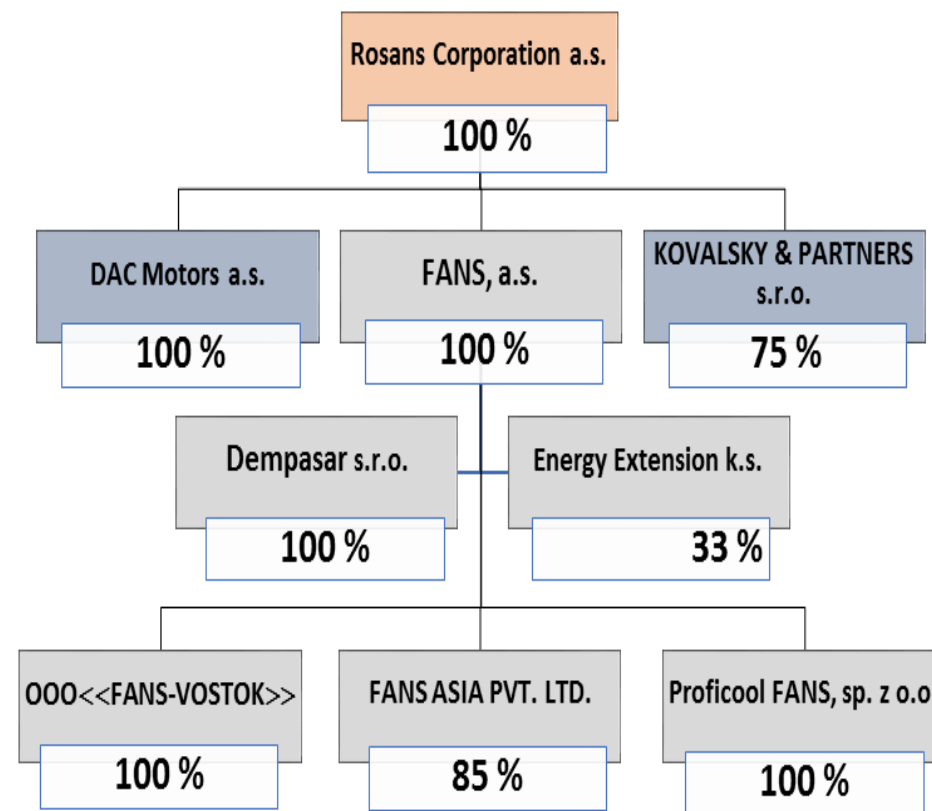 Rosans Corporation a.s.
100 %
DAC Motors a.s.
100 %
FANS, a.s.
100 %
KOVALSKY & PARTNERS
s.r.o.
75 %
Dempasar s.r.o.
100 %
Energy Extension k.s.
33 %
OOO<<FANS-VOSTOK>>
100 %
FANS ASIA PVT. LTD.
85 %
Proficool FANS, sp. z o.o
100 %